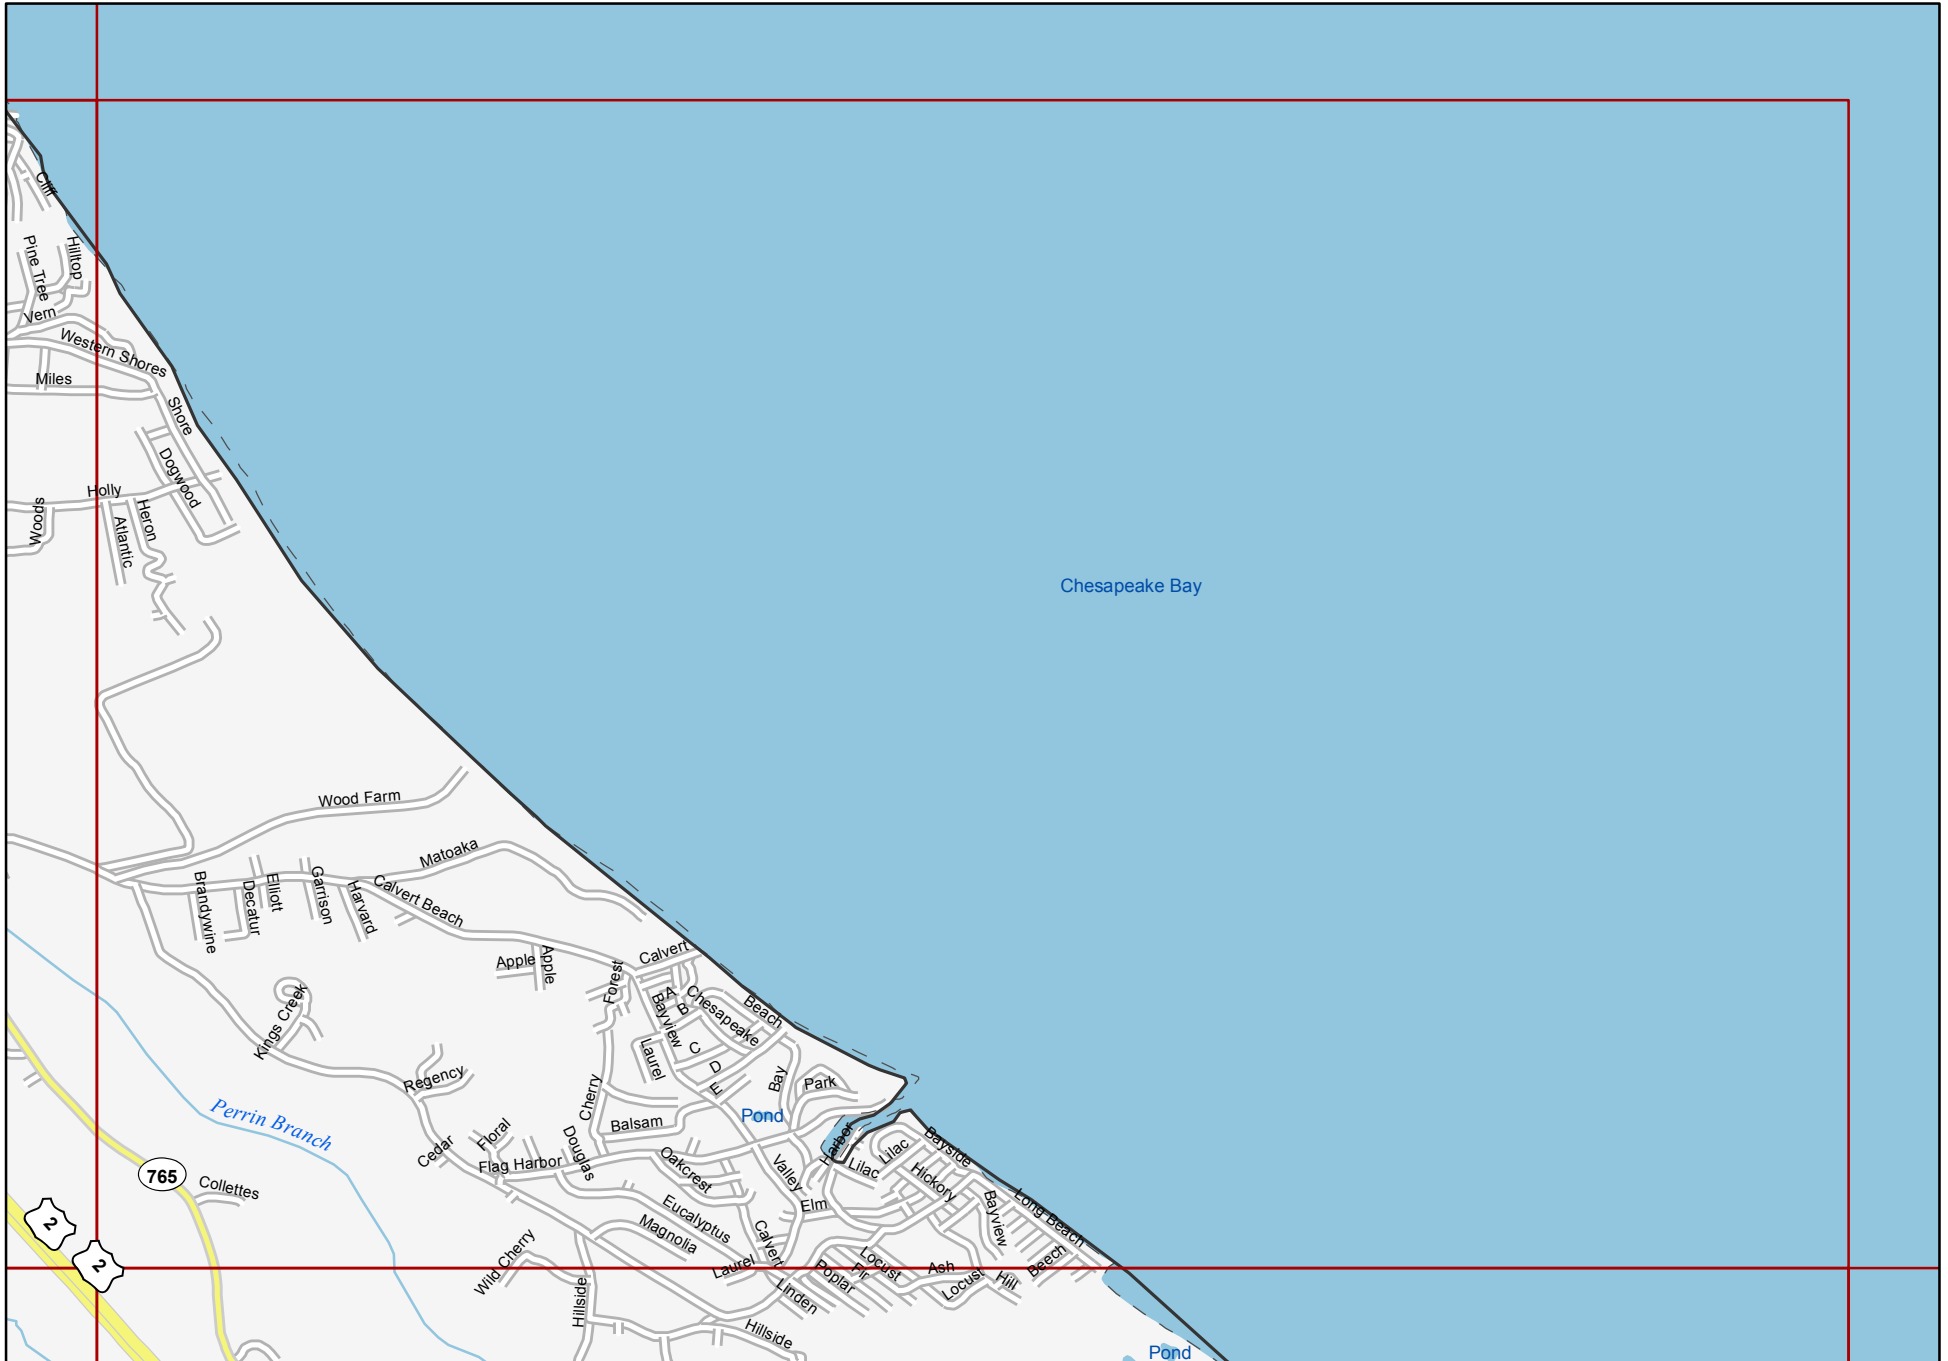 Cliff
Pine Tree
Hilltop
Vern
Western Shores
Miles
Shore
Dogwood
Holly
Woods
Atlantic
Heron
Chesapeake Bay
Wood Farm
Matoaka
Calvert Beach
Brandywine
Decatur
Elliott
Garrison
Harvard
Apple
Apple
Calvert
Forest
Kings Creek
A
B
Bayview
Chesapeake
Beach
C
D
E
Laurel
Bay
Park
Regency
Cherry
Pond
Balsam
Perrin Branch
Floral
Cedar
Flag Harbor
Douglas
Oakcrest
Valley
Harbor
Lilac
Lilac
Bayside
Hickory
765
Collettes
Elm
Eucalyptus
Magnolia
Calvert
Bayview
Long Beach
2
2
Wild Cherry
Laurel
Locust
Fir
Poplar
Ash
Locust
Hill
Beech
Linden
Hillside
Hillside
Pond